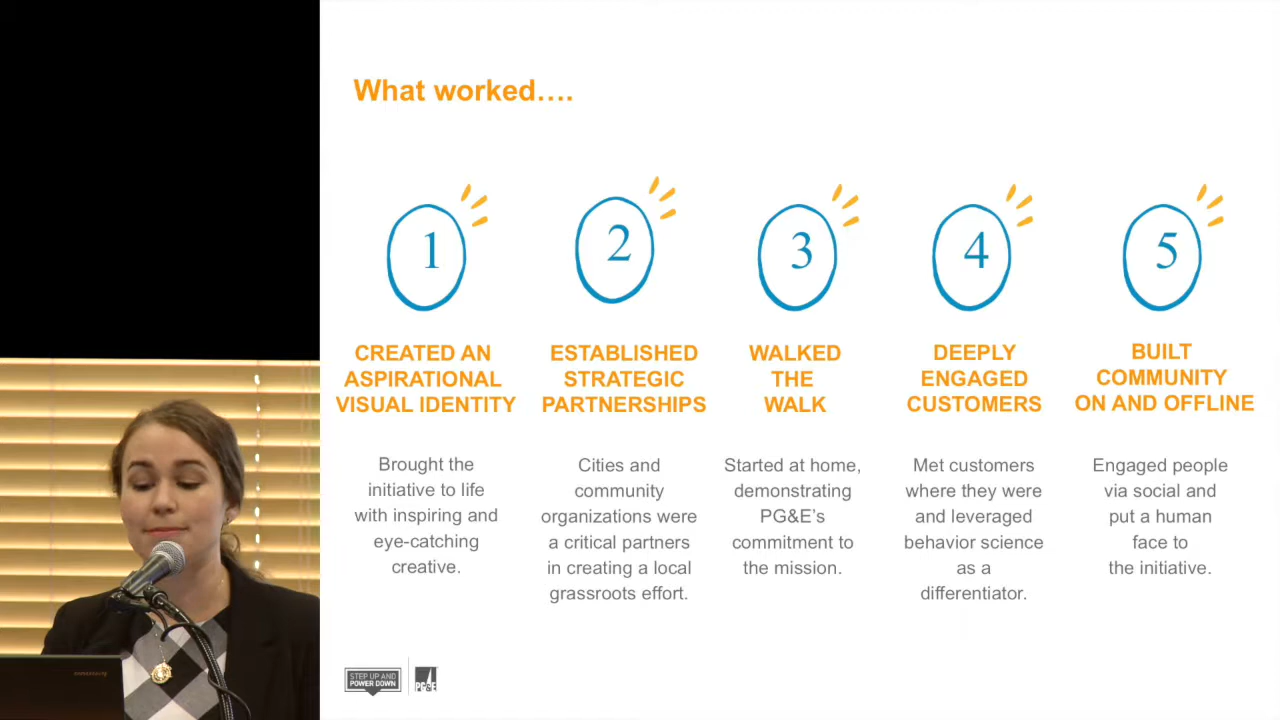 What worked....
1
CREATED AN
ASPIRATIONAL
VISUAL IDENTITY
Brought the
initiative to life
with inspiring and
eye-catching
creative.
2
ESTABLISHED
STRATEGIC
PARTNERSHIPS
Cities and
community
organizations were
a critical partners
in creating a local
grassroots effort.
3
WALKED
THE
WALK
Started at home,
demonstrating
PG&E’s
commitment to
the mission.
4
DEEPLY
ENGAGED
CUSTOMERS
Met customers
where they were
and leveraged
behavior science
as a
differentiator.
5
BUILT
COMMUNITY
ON AND OFFLINE
Engaged people
via social and
put a human
face to
the initiative.
STEP UP AND
POWER DOWN
PG&E